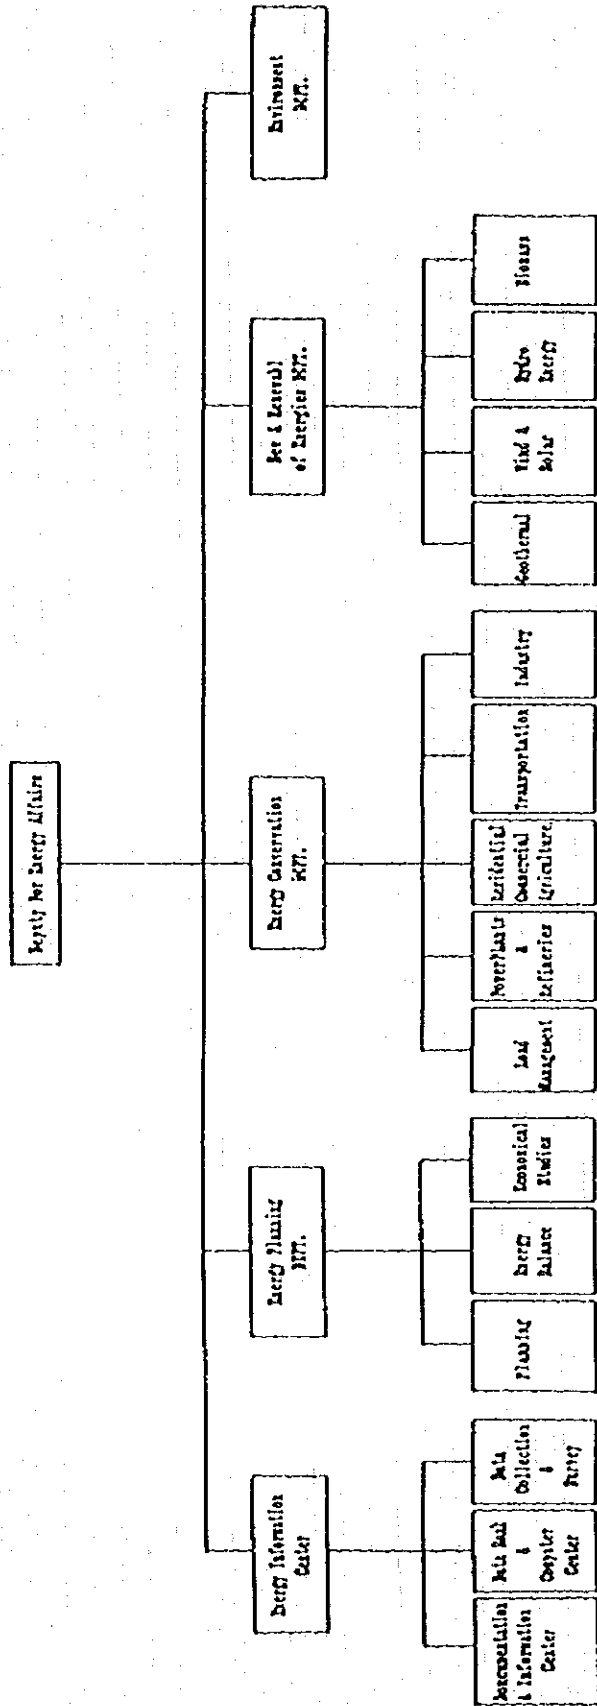 Deputy For Energy Affairs
Energy Information
Center
Energy Planning
DEPT.
Energy Conservation
DEPT.
New & Renewabl
of Energies DEPT.
Environment
DEPT.
Documentation
& Information
Center
Data Bank
&
Computer
Center
Data
Collection
&
Survey
Planning
Energy
Balance
Economical
Studies
Load
Management
PowerPlants
&
Refineries
Residential
Commercial
Agriculture
Transportation
Industry
Geothermal
Wind &
Solar
Hydro
Energy
Biomass